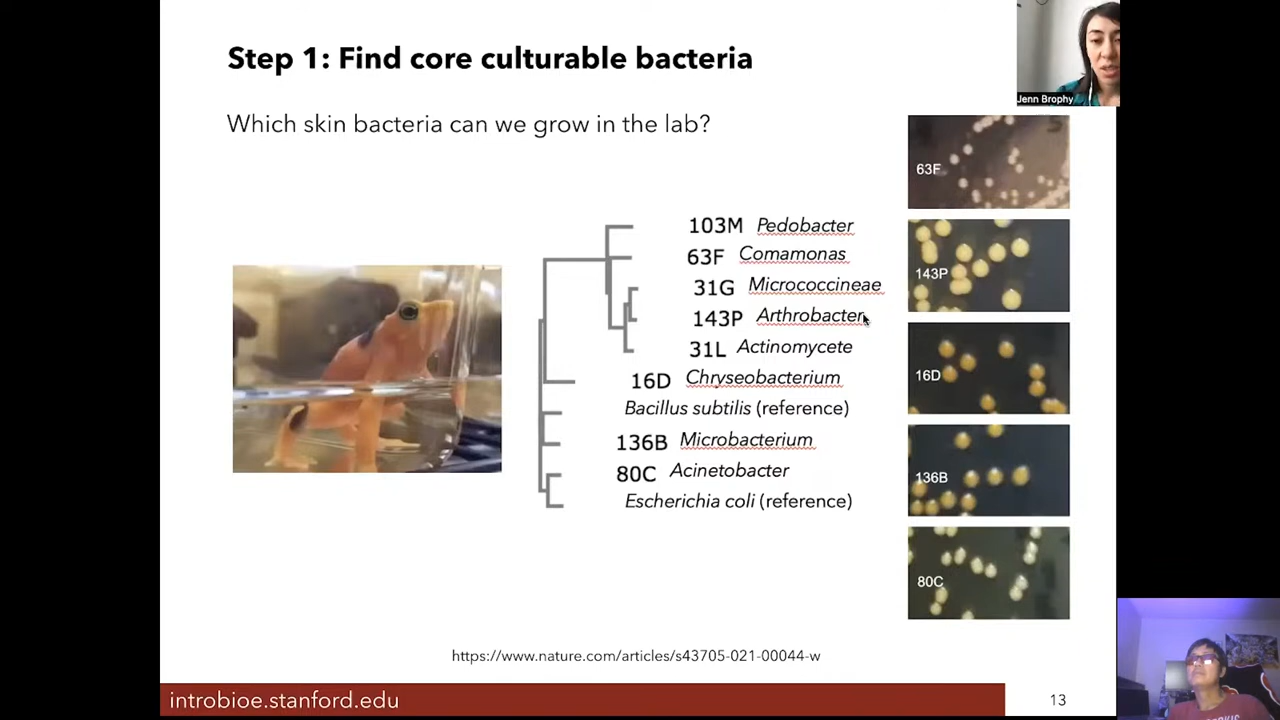 Step 1: Find core culturable bacteria
Jenn Brophy
Which skin bacteria can we grow in the lab?
63F
103M Pedobacter
63F Comamonas
31G Micrococcineae
143P
143P Arthrobacter
31L Actinomycete
16D Chryseobacterium
16D
Bacillus subtilis (reference)
136B Microbacterium
80C Acinetobacter
136B
Escherichia coli (reference)
80C
https://www.nature.com/articles/s43705-021-00044-w
introbioe.stanford.edu
13